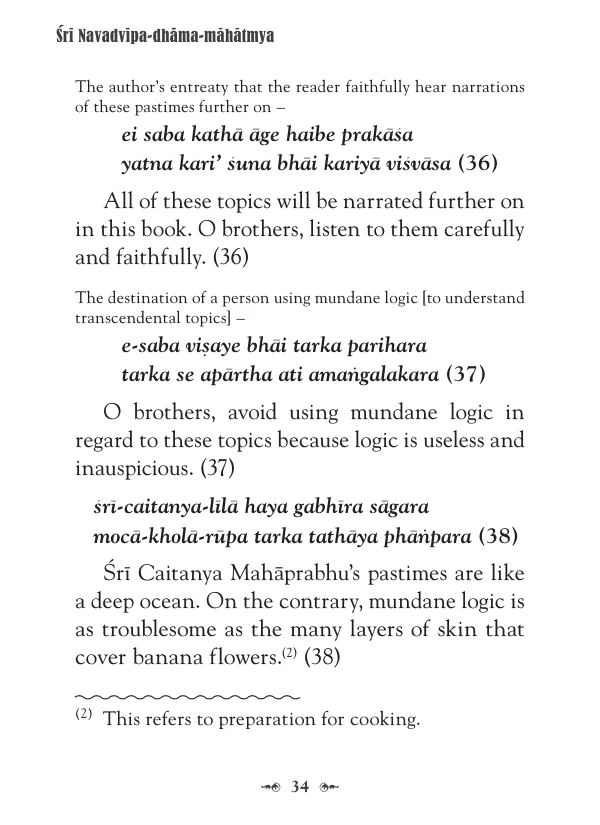 Śrī Navadvīpa-dhāma-māhātmya
The author's entreaty that the reader faithfully hear narrations
of these pastimes further on –
ei saba kathā āge haibe prakāśa
yatna kari' śuna bhāi kariyā viśvāsa (36)
All of these topics will be narrated further on
in this book. O brothers, listen to them carefully
and faithfully. (36)
The destination of a person using mundane logic [to understand
transcendental topics] –
e-saba viṣaye bhāi tarka parihara
tarka se apārtha ati amaṅgalakara (37)
O brothers, avoid using mundane logic in
regard to these topics because logic is useless and
inauspicious. (37)
śrī-caitanya-līlā haya gabhīra sāgara
mocā-kholā-rūpa tarka tathāya phāṅpara (38)
Śrī Caitanya Mahāprabhu's pastimes are like
a deep ocean. On the contrary, mundane logic is
as troublesome as the many layers of skin that
cover banana flowers.(2) (38)
(2) This refers to preparation for cooking.
34